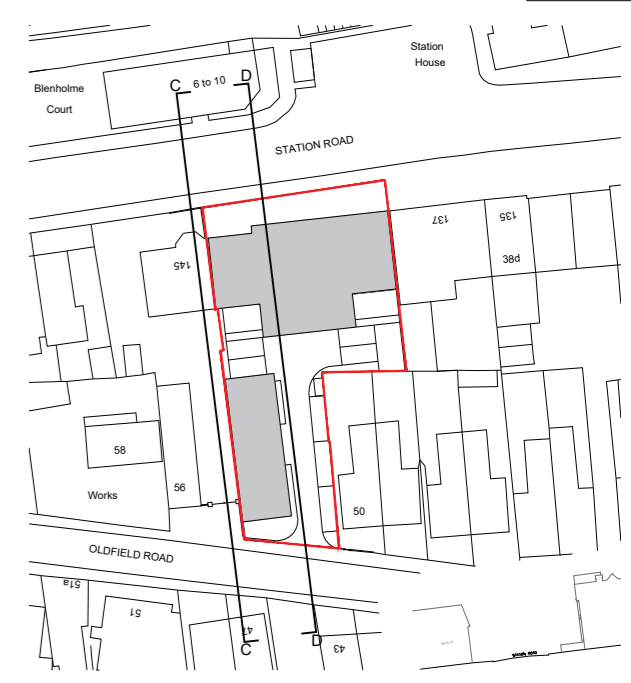 Station
House
Blenholme
Court
C 6 to 10 D
STATION ROAD
137
135
38d
145
58
56
Works
50
OLDFIELD ROAD
51a
51
47
43
C D